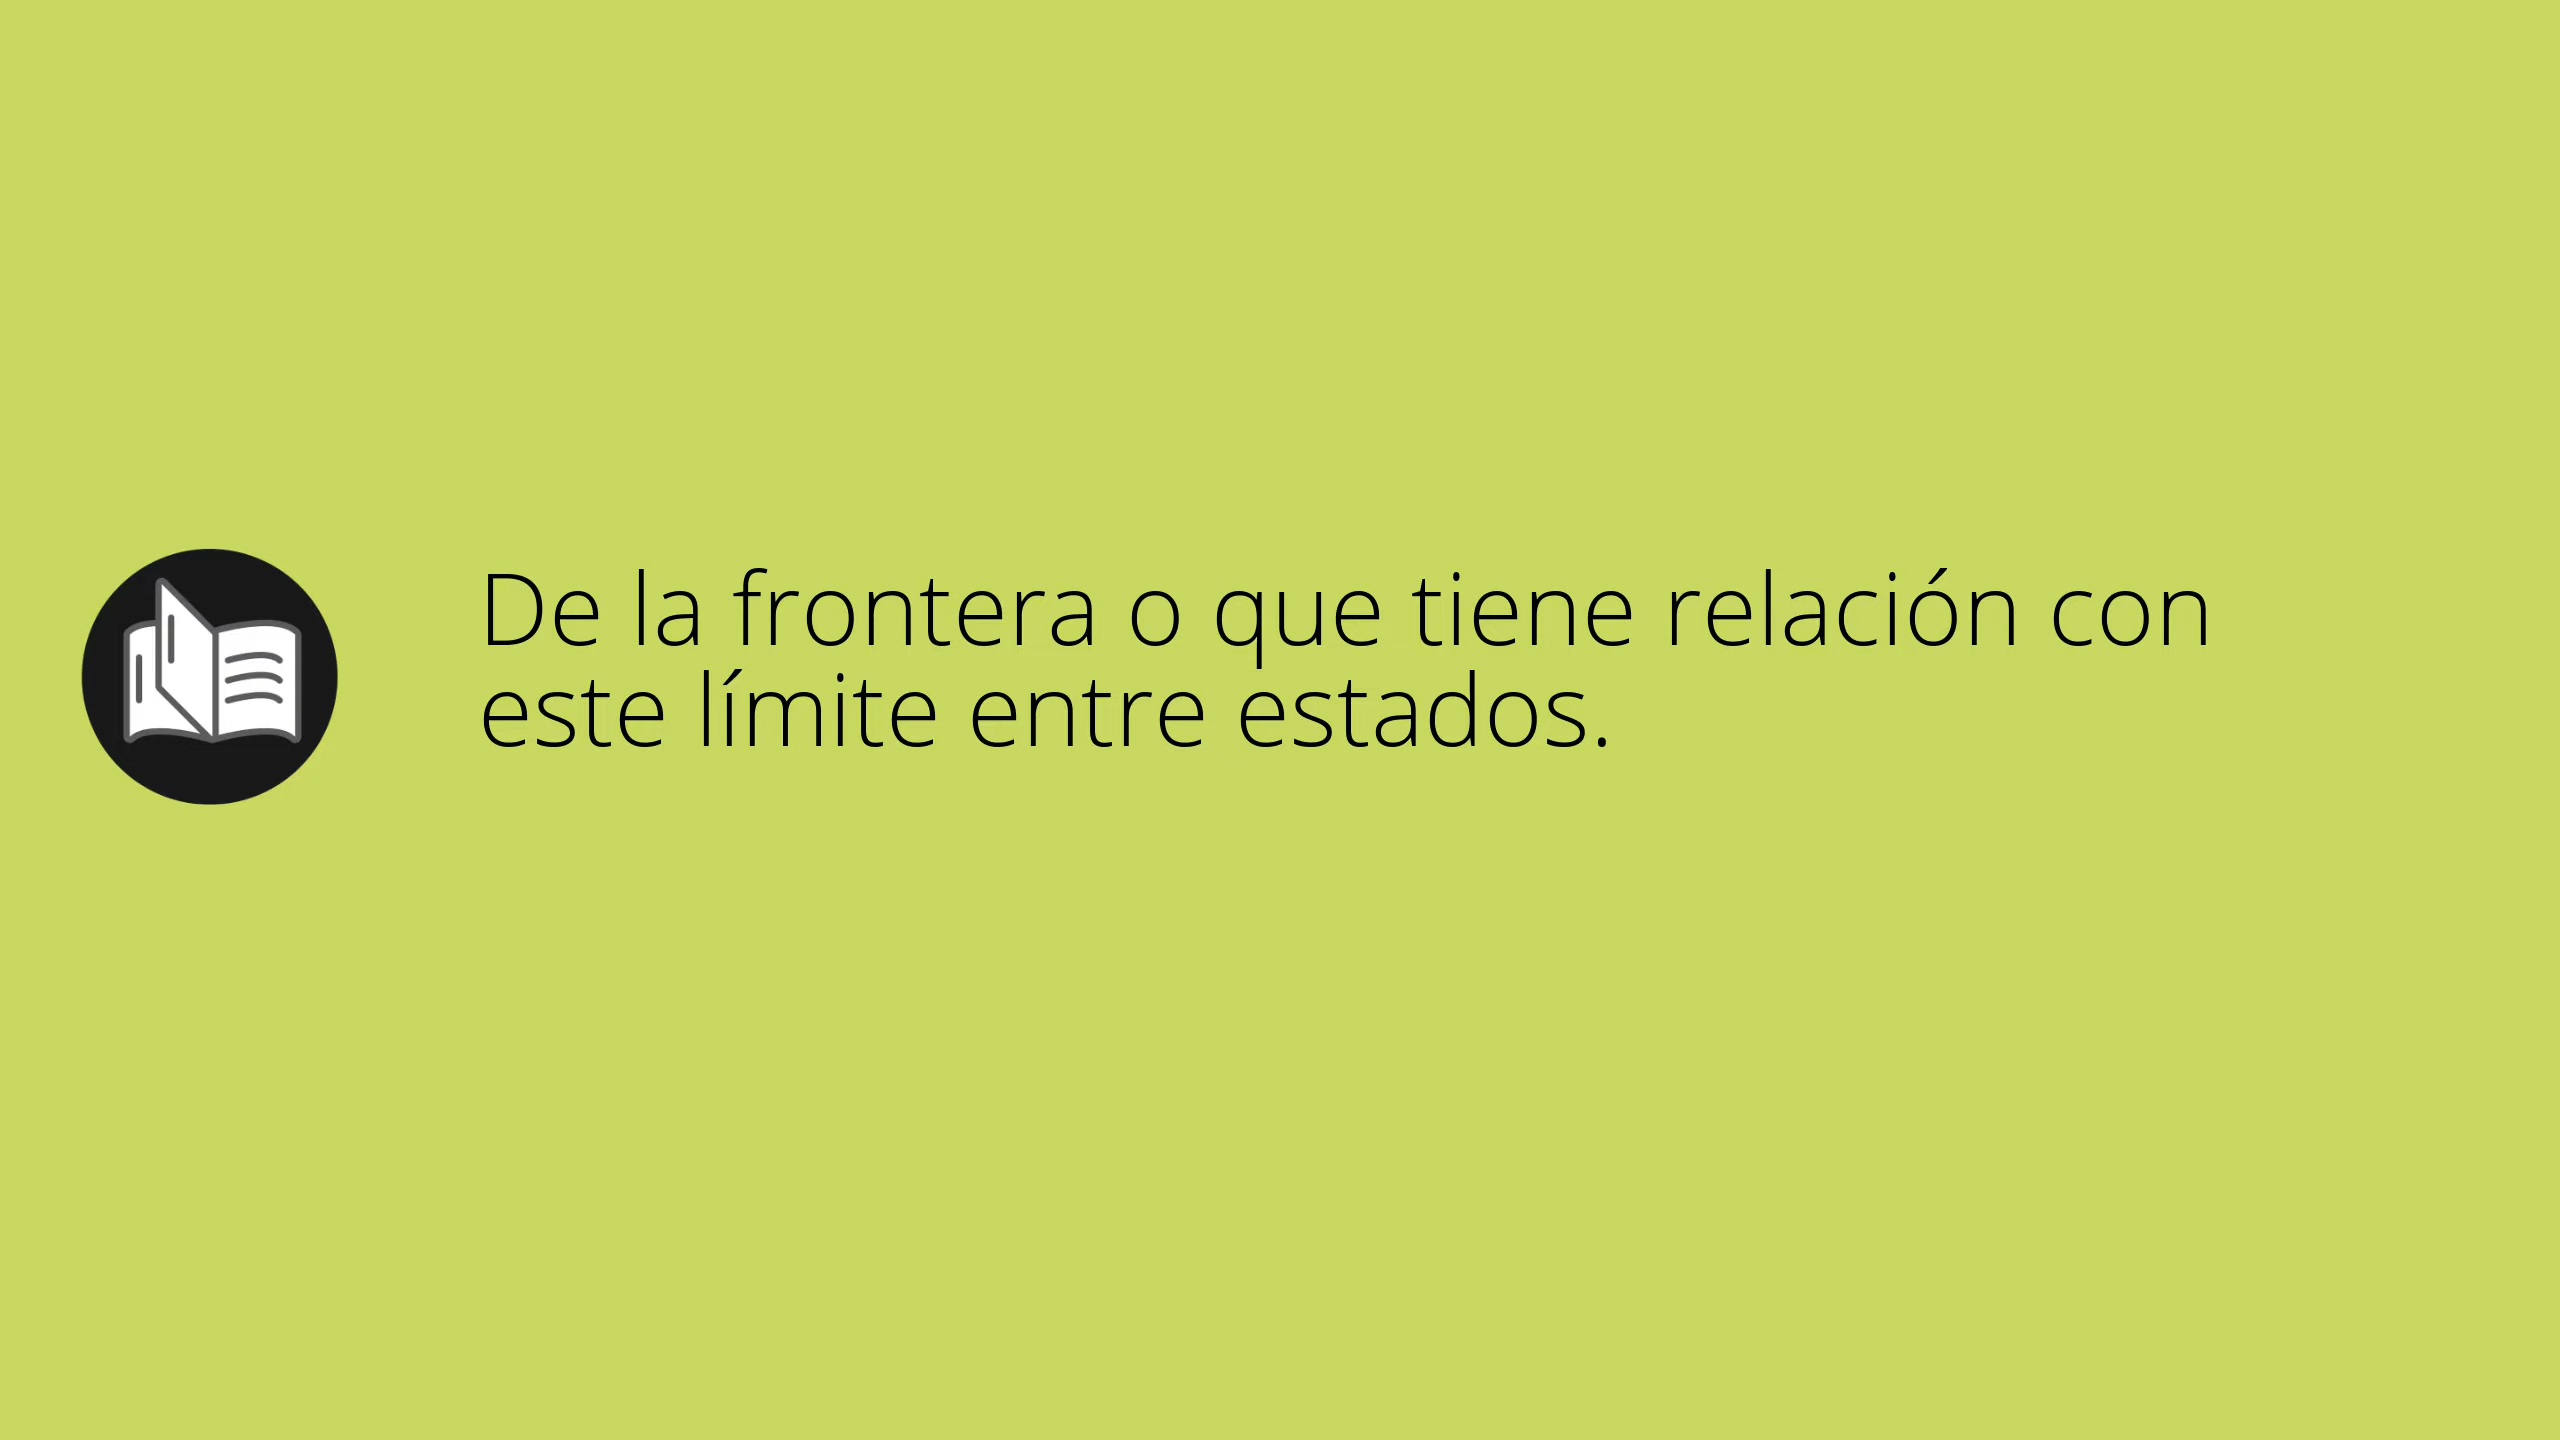 De la frontera o que tiene relación con
este límite entre estados.